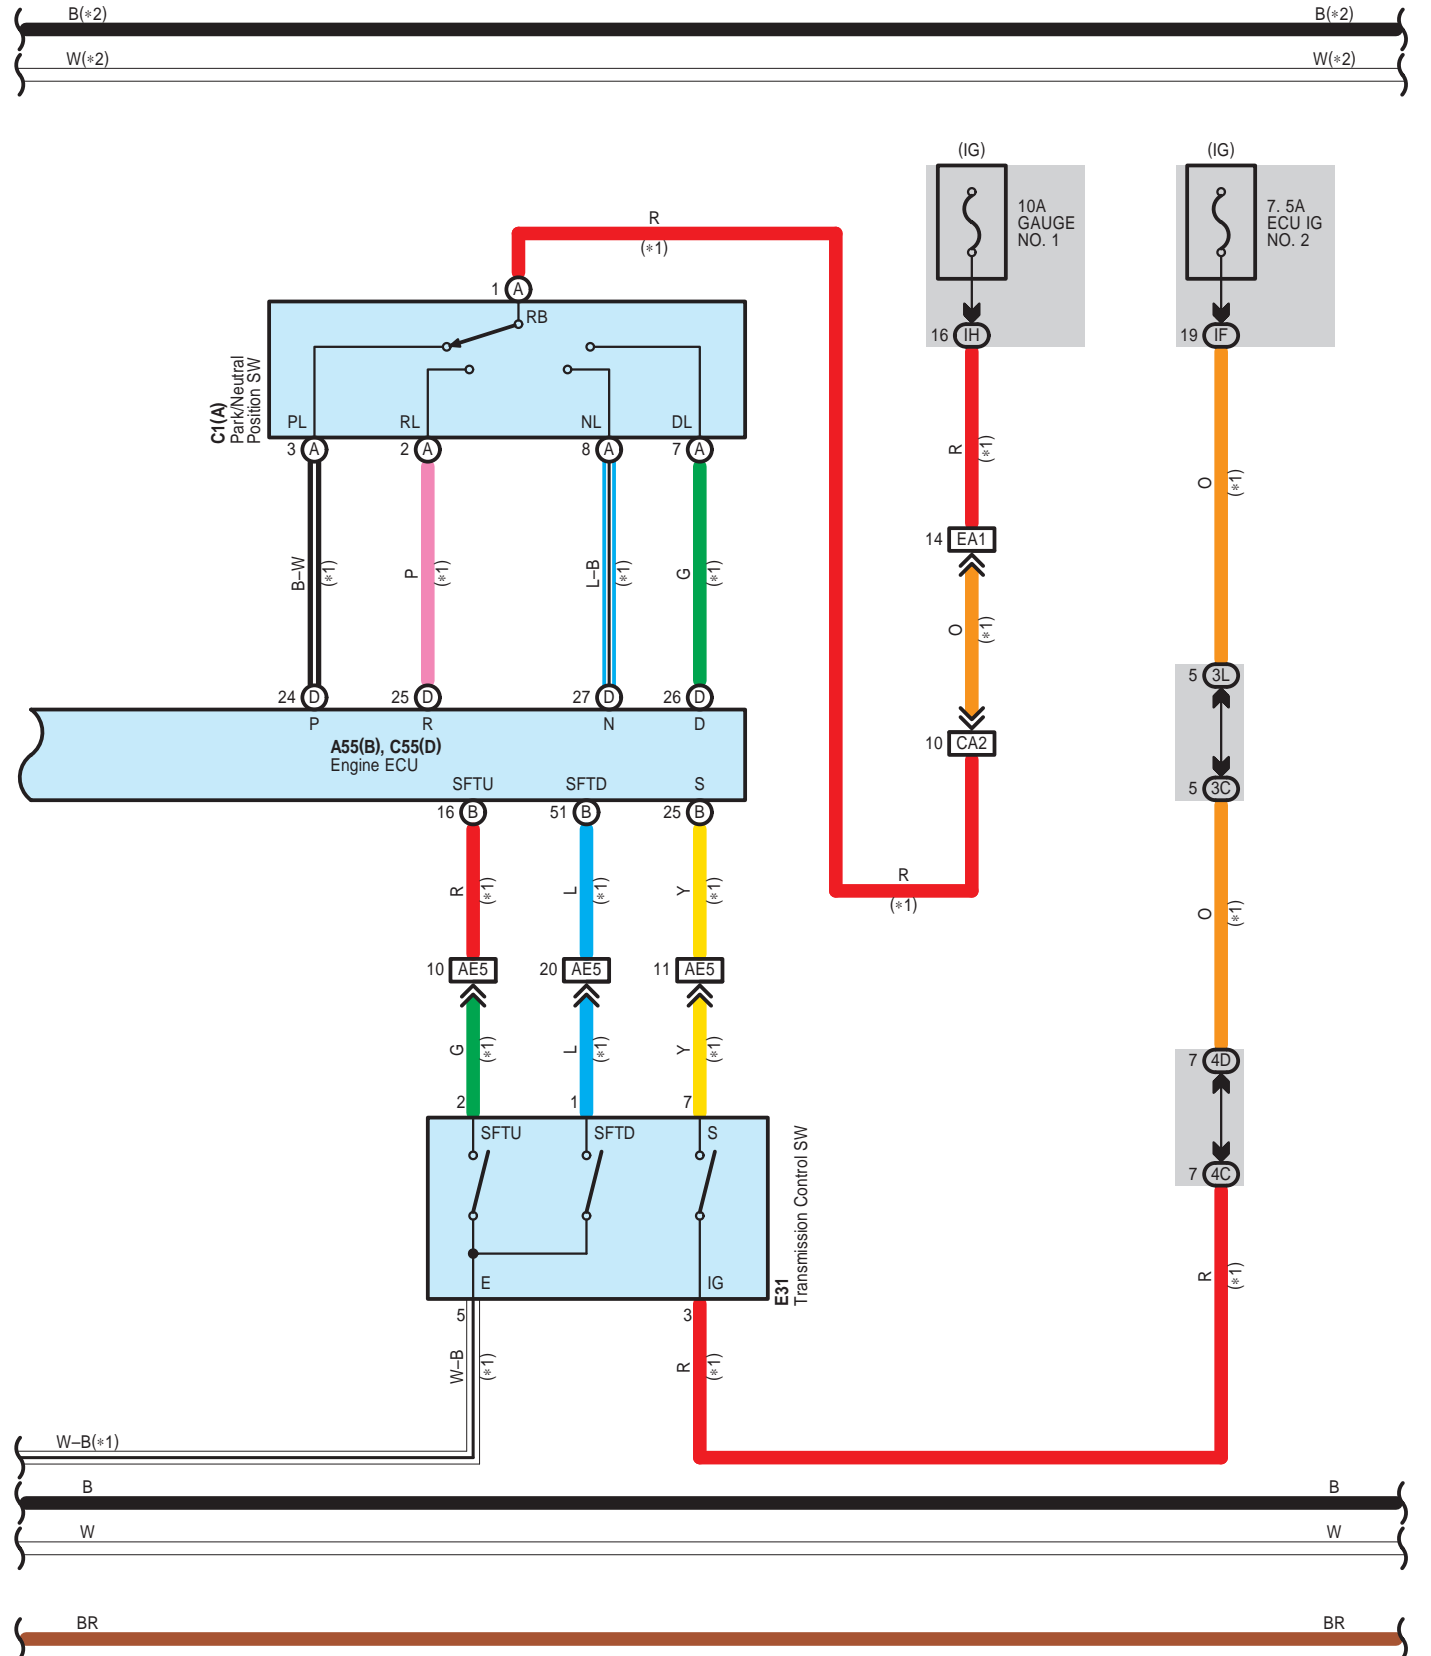 B(*2) B(*2)
W(*2) W(*2)
(IG) (IG)
10A
GAUGE
NO. 1
7. 5A
ECU IG
NO. 2
R
(*1)
1 A
RB
16 IH
19 IF
C1(A)
Park/Neutral
Position SW
PL RL NL DL
3 A 2 A 8 A 7 A
R
(*1)
O
(*1)
14 EA1
B–W
(*1)
P
(*1)
L–B
(*1)
G
(*1)
O
(*1)
24 D 25 D 27 D 26 D
P R N D
5 3L
A55(B), C55(D)
Engine ECU
10 CA2
SFTU SFTD S
5 3C
16 B 51 B 25 B
R
(*1)
L
(*1)
Y
(*1)
R
(*1)
O
(*1)
10 AE5 20 AE5 11 AE5
G
(*1)
L
(*1)
Y
(*1)
7 4D
2 1 7
SFTU SFTD S
7 4C
E31
Transmission Control SW
E IG
5 3
R
(*1)
W–B
(*1)
R
(*1)
W–B(*1)
B B
W W
BR BR